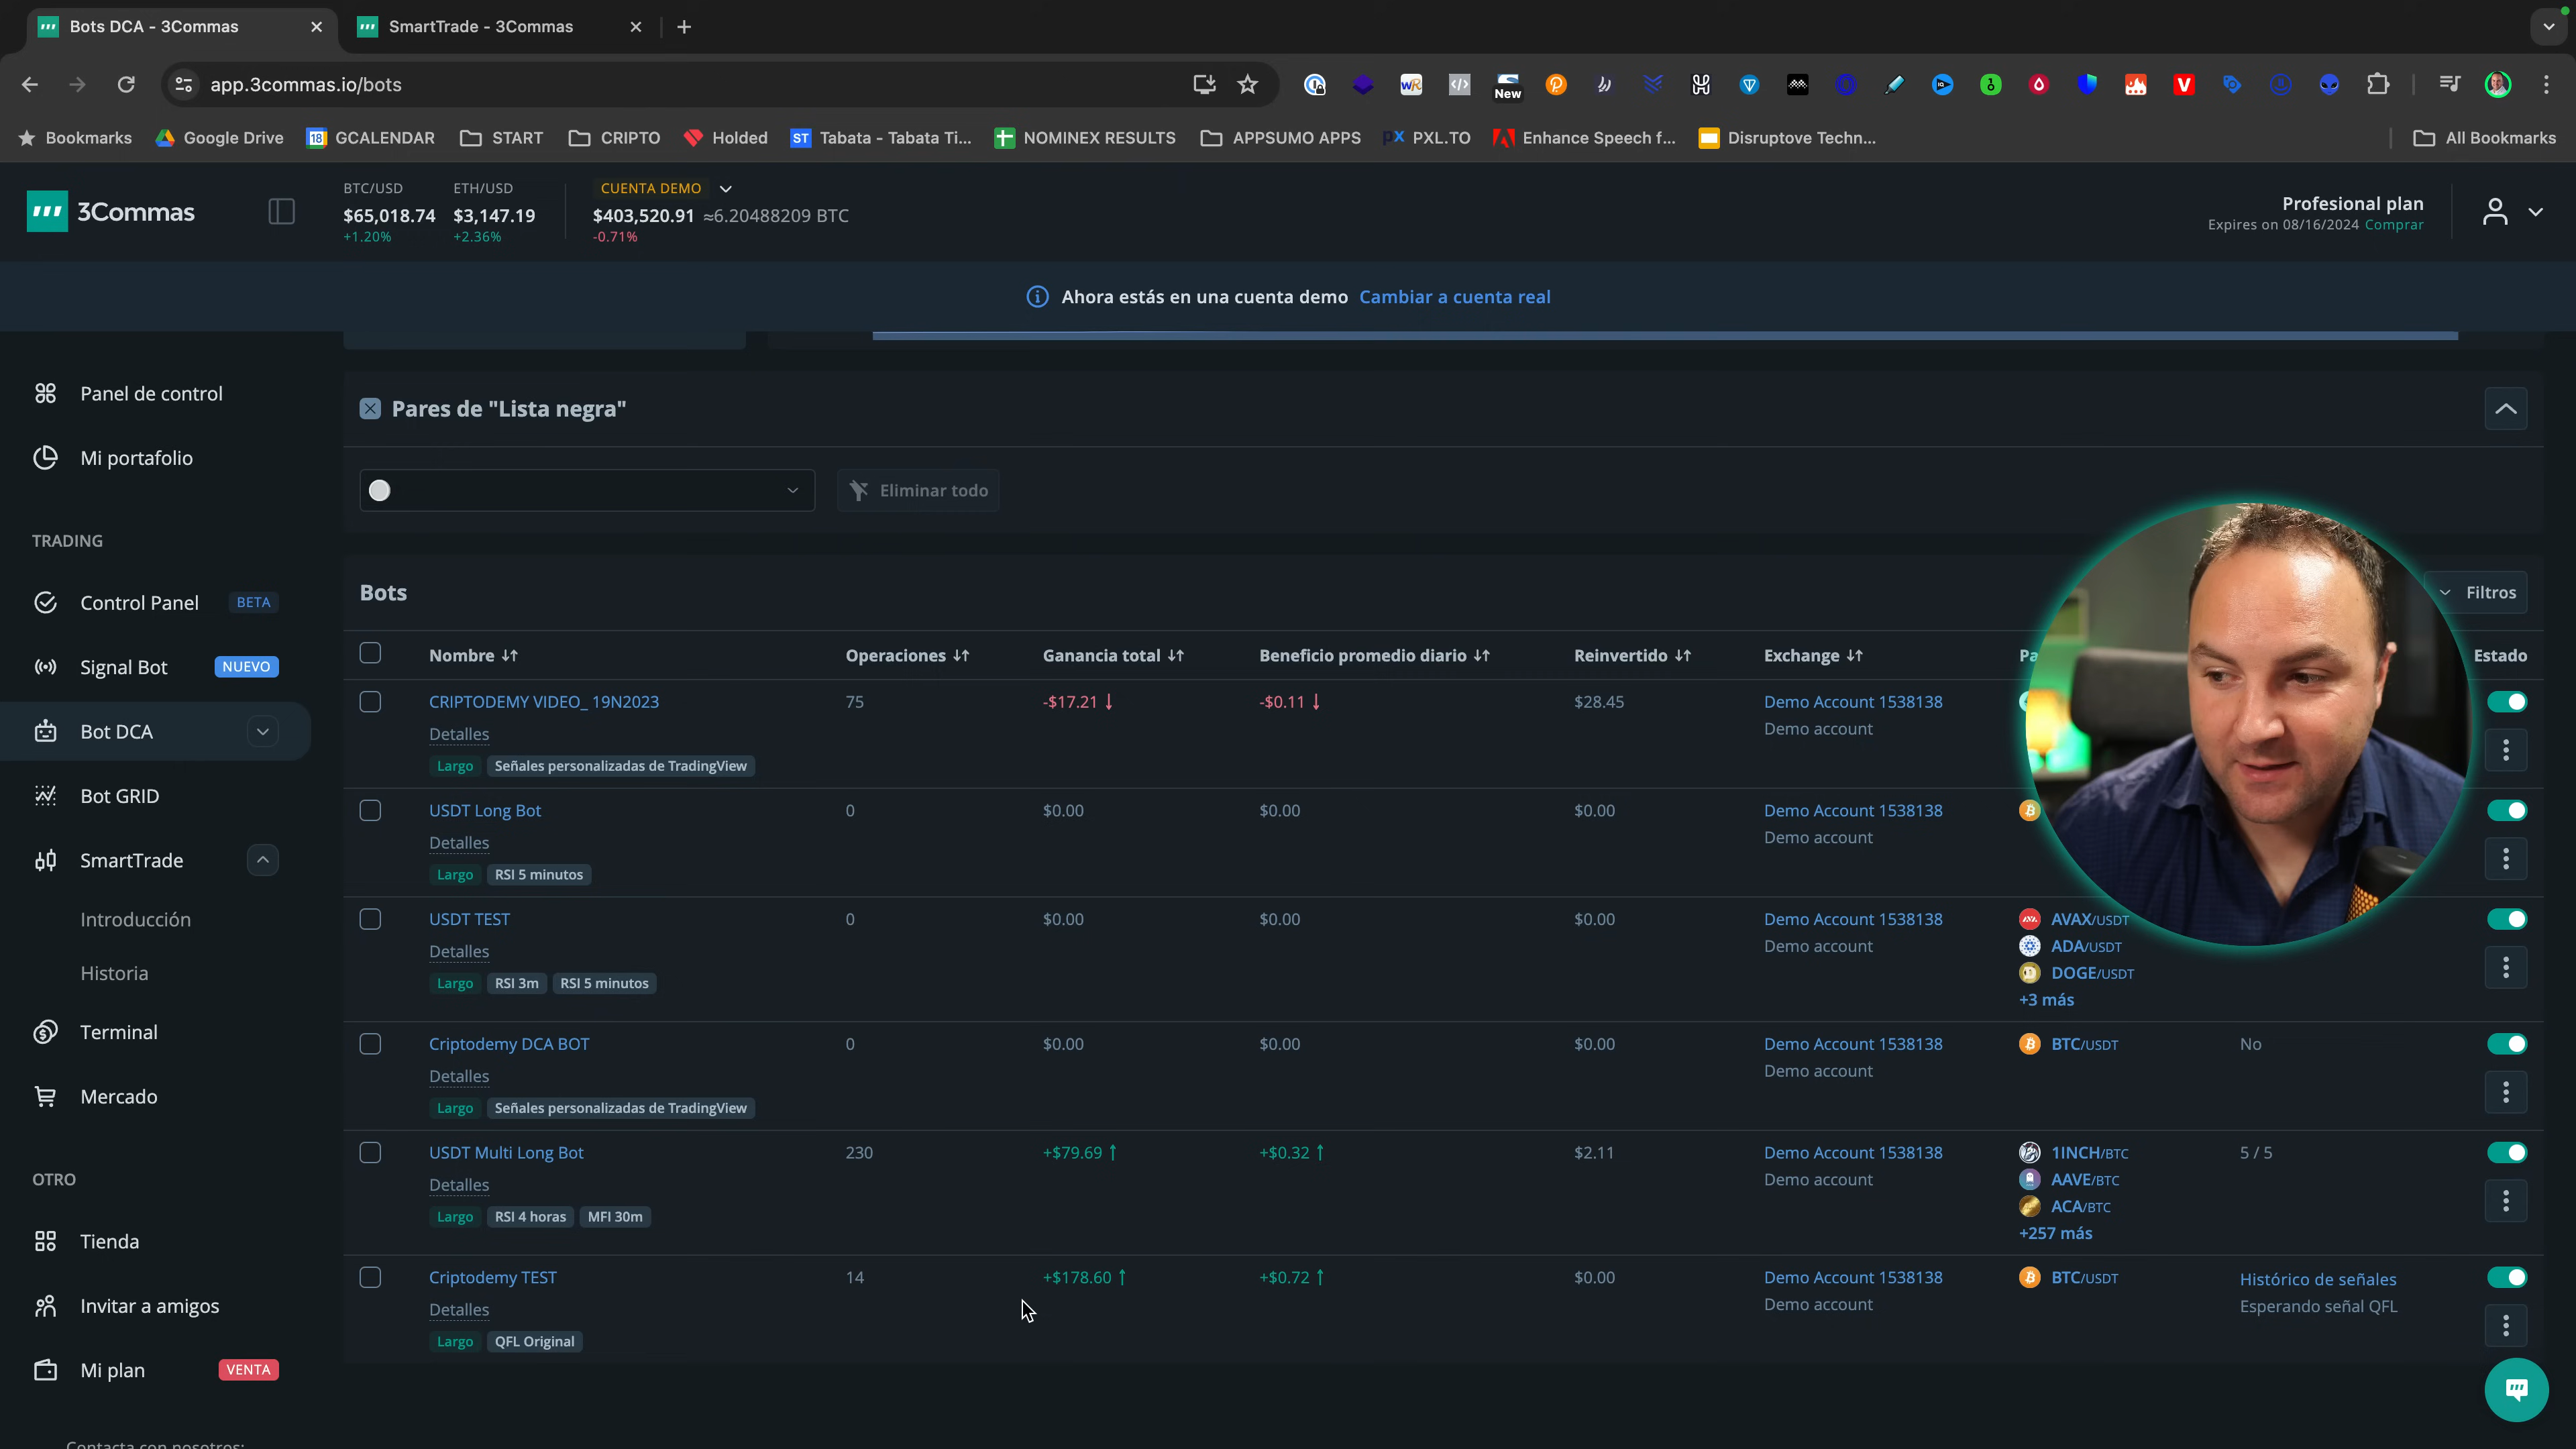 Bots DCA - 3Commas
SmartTrade - 3Commas
app.3commas.io/bots
New
Bookmarks
Google Drive
18 GCALENDAR
START
CRIPTO
Holded
ST Tabata - Tabata Ti...
NOMINEX RESULTS
APPSUMO APPS
pX PXL.TO
Enhance Speech f...
Disruptove Techn...
All Bookmarks
3Commas
BTC/USD
$65,018.74
+1.20%
ETH/USD
$3,147.19
+2.36%
CUENTA DEMO
$403,520.91 ≈6.20488209 BTC
-0.71%
Profesional plan
Expires on 08/16/2024 Comprar
Ahora estás en una cuenta demo Cambiar a cuenta real
Panel de control
Mi portafolio
TRADING
Control Panel BETA
Signal Bot NUEVO
Bot DCA
Bot GRID
SmartTrade
Introducción
Historia
Terminal
Mercado
OTRO
Tienda
Invitar a amigos
Mi plan VENTA
Contacta con nosotros:
Pares de "Lista negra"
Eliminar todo
Bots
Filtros
Nombre Operaciones Ganancia total Beneficio promedio diario Reinvertido Exchange Pa Estado
CRIPTODEMY VIDEO_ 19N2023 75 -$17.21 -$0.11 $28.45 Demo Account 1538138
Detalles Demo account
Largo Señales personalizadas de TradingView
USDT Long Bot 0 $0.00 $0.00 $0.00 Demo Account 1538138
Detalles Demo account
Largo RSI 5 minutos
USDT TEST 0 $0.00 $0.00 $0.00 Demo Account 1538138 AVAX/USDT
Detalles Demo account ADA/USDT
Largo RSI 3m RSI 5 minutos DOGE/USDT
+3 más
Criptodemy DCA BOT 0 $0.00 $0.00 $0.00 Demo Account 1538138 BTC/USDT No
Detalles Demo account
Largo Señales personalizadas de TradingView
USDT Multi Long Bot 230 +$79.69 +$0.32 $2.11 Demo Account 1538138 1INCH/BTC 5 / 5
Detalles Demo account AAVE/BTC
Largo RSI 4 horas MFI 30m ACA/BTC
+257 más
Criptodemy TEST 14 +$178.60 +$0.72 $0.00 Demo Account 1538138 BTC/USDT Histórico de señales
Detalles Demo account Esperando señal QFL
Largo QFL Original